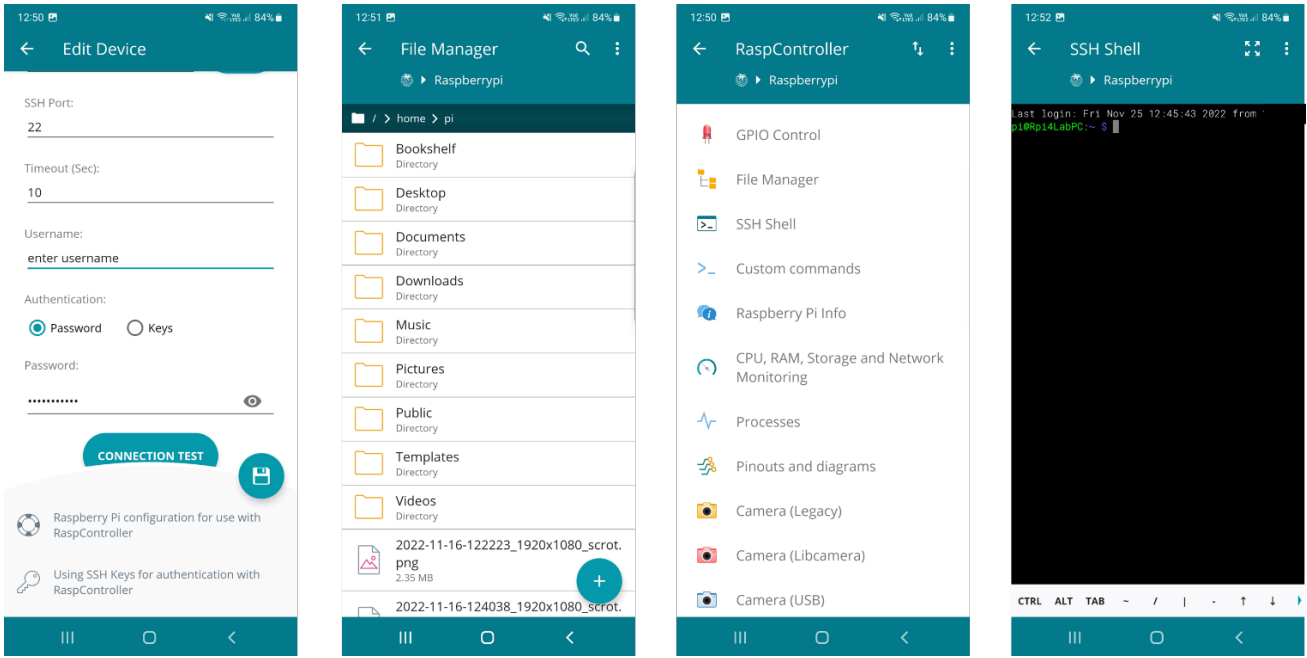 12:50 84%
Edit Device
SSH Port:
22
Timeout (Sec):
10
Username:
enter username
Authentication:
Password Keys
Password:
•••••••••••
CONNECTION TEST
Raspberry Pi configuration for use with
RaspController
Using SSH Keys for authentication with
RaspController
12:51 84%
File Manager
Raspberrypi
/ > home > pi
Bookshelf
Directory
Desktop
Directory
Documents
Directory
Downloads
Directory
Music
Directory
Pictures
Directory
Public
Directory
Templates
Directory
Videos
Directory
2022-11-16-122223_1920x1080_scrot.
png
2.35 MB
2022-11-16-124038_1920x1080_scrot.
12:50 84%
RaspController
Raspberrypi
GPIO Control
File Manager
SSH Shell
Custom commands
Raspberry Pi Info
CPU, RAM, Storage and Network
Monitoring
Processes
Pinouts and diagrams
Camera (Legacy)
Camera (Libcamera)
Camera (USB)
12:52 84%
SSH Shell
Raspberrypi
Last login: Fri Nov 25 12:45:43 2022 from
pi@Rpi4LabPC:~ $
CTRL ALT TAB ~ / | - ↑ ↓